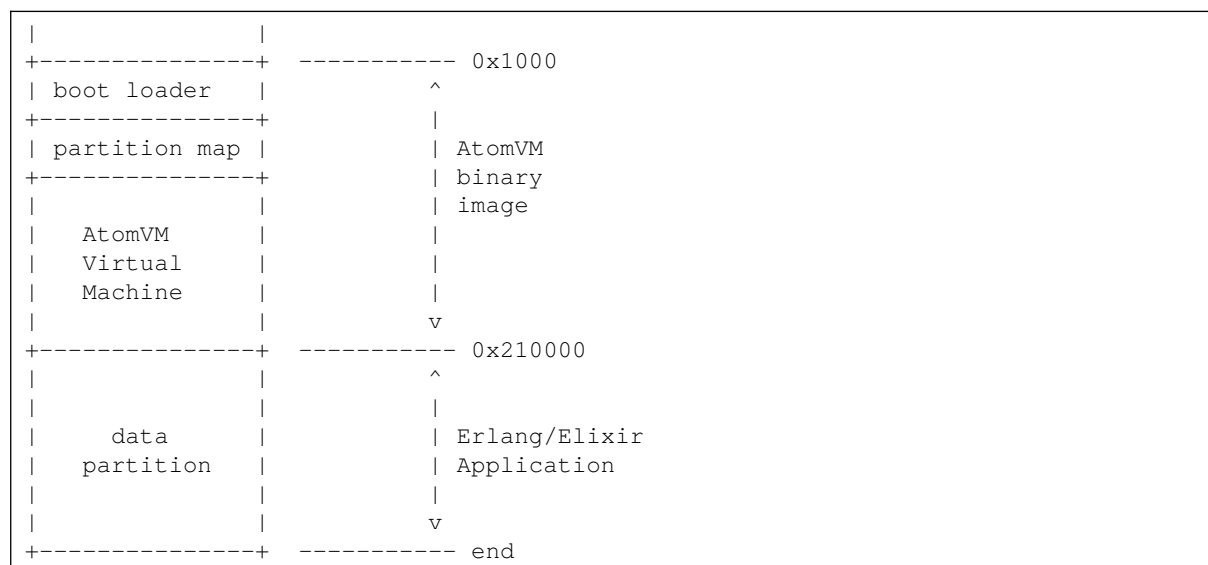 |               |
+---------------+  ----------- 0x1000
| boot loader   |           ^
+---------------+           |
| partition map |           | AtomVM
+---------------+           | binary
|               |           | image
|   AtomVM      |           |
|   Virtual     |           |
|   Machine     |           |
|               |           v
+---------------+  ----------- 0x210000
|               |           ^
|               |           |
|     data      |           | Erlang/Elixir
|   partition   |           | Application
|               |           |
|               |           v
+---------------+  ----------- end